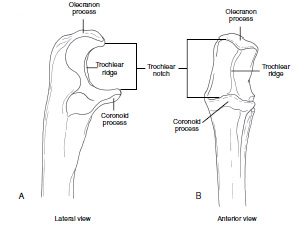 Olecranon
process
Trochlear
ridge
Trochlear
notch
Coronoid
process
A
Lateral view
Olecranon
process
Trochlear
ridge
Coronoid
process
B
Anterior view